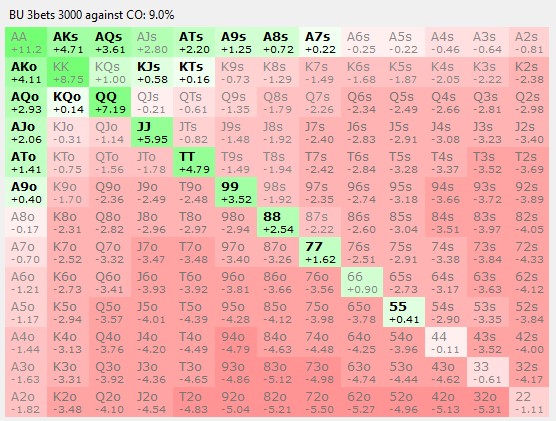 BU 3bets 3000 against CO: 9.0%
AA AKs AQs AJs ATs A9s A8s A7s A6s A5s A4s A3s A2s
+11.2 +4.71 +3.61 +2.80 +2.20 +1.25 +0.72 +0.22 -0.25 -0.22 -0.46 -0.64 -0.81
AKo KK KQs KJs KTs K9s K8s K7s K6s K5s K4s K3s K2s
+4.11 +8.75 +1.00 +0.58 +0.16 -0.73 -1.29 -1.49 -1.68 -1.87 -2.05 -2.22 -2.38
AQo KQo QQ QJs QTs Q9s Q8s Q7s Q6s Q5s Q4s Q3s Q2s
+2.93 +0.14 +7.19 -0.21 -0.61 -1.35 -1.79 -2.26 -2.34 -2.49 -2.66 -2.81 -2.98
AJo KJo QJo JJ JTs J9s J8s J7s J6s J5s J4s J3s J2s
+2.06 -0.31 -1.14 +5.95 -0.82 -1.48 -1.92 -2.40 -2.83 -2.91 -3.08 -3.23 -3.40
ATo KTo QTo JTo TT T9s T8s T7s T6s T5s T4s T3s T2s
+1.41 -0.75 -1.56 -1.78 +4.79 -1.49 -1.94 -2.42 -2.84 -3.28 -3.37 -3.52 -3.69
A9o K9o Q9o J9o T9o 99 98s 97s 96s 95s 94s 93s 92s
+0.40 -1.70 -2.36 -2.49 -2.48 +3.52 -1.92 -2.35 -2.74 -3.18 -3.66 -3.72 -3.89
A8o K8o Q8o J8o T8o 98o 88 87s 86s 85s 84s 83s 82s
-0.17 -2.31 -2.82 -2.96 -2.97 -2.94 +2.54 -2.22 -2.60 -3.04 -3.51 -3.97 -4.05
A7o K7o Q7o J7o T7o 97o 87o 77 76s 75s 74s 73s 72s
-0.70 -2.52 -3.32 -3.47 -3.48 -3.40 -3.26 +1.62 -2.51 -2.91 -3.38 -3.84 -4.33
A6o K6o Q6o J6o T6o 96o 86o 76o 66 65s 64s 63s 62s
-1.21 -2.73 -3.41 -3.93 -3.92 -3.81 -3.66 -3.56 +0.90 -2.73 -3.17 -3.63 -4.12
A5o K5o Q5o J5o T5o 95o 85o 75o 65o 55 54s 53s 52s
-1.17 -2.94 -3.57 -4.01 -4.39 -4.28 -4.12 -3.98 -3.78 +0.41 -2.90 -3.35 -3.84
A4o K4o Q4o J4o T4o 94o 84o 74o 64o 54o 44 43s 42s
-1.44 -3.13 -3.76 -4.20 -4.49 -4.79 -4.63 -4.48 -4.25 -3.96 -0.11 -3.52 -4.00
A3o K3o Q3o J3o T3o 93o 83o 73o 63o 53o 43o 33 32s
-1.63 -3.31 -3.92 -4.36 -4.65 -4.86 -5.12 -4.98 -4.74 -4.44 -4.62 -0.61 -4.17
A2o K2o Q2o J2o T2o 92o 82o 72o 62o 52o 42o 32o 22
-1.82 -3.48 -4.10 -4.54 -4.83 -5.04 -5.21 -5.50 -5.27 -4.96 -5.13 -5.31 -1.11